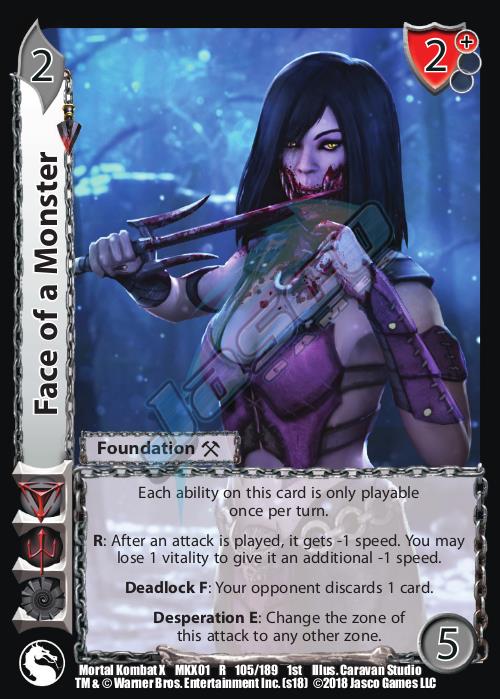 2
2
+
Face of a Monster
JASCO
GAMES
Foundation
Each ability on this card is only playable
once per turn.
R: After an attack is played, it gets -1 speed. You may
lose 1 vitality to give it an additional -1 speed.
Deadlock F: Your opponent discards 1 card.
Desperation E: Change the zone of
this attack to any other zone.
5
Mortal Kombat X MKX01 R 105/189 1st Illus. Caravan Studio
TM & © Warner Bros. Entertainment Inc. (s18) ©2018 Jasco Games LLC